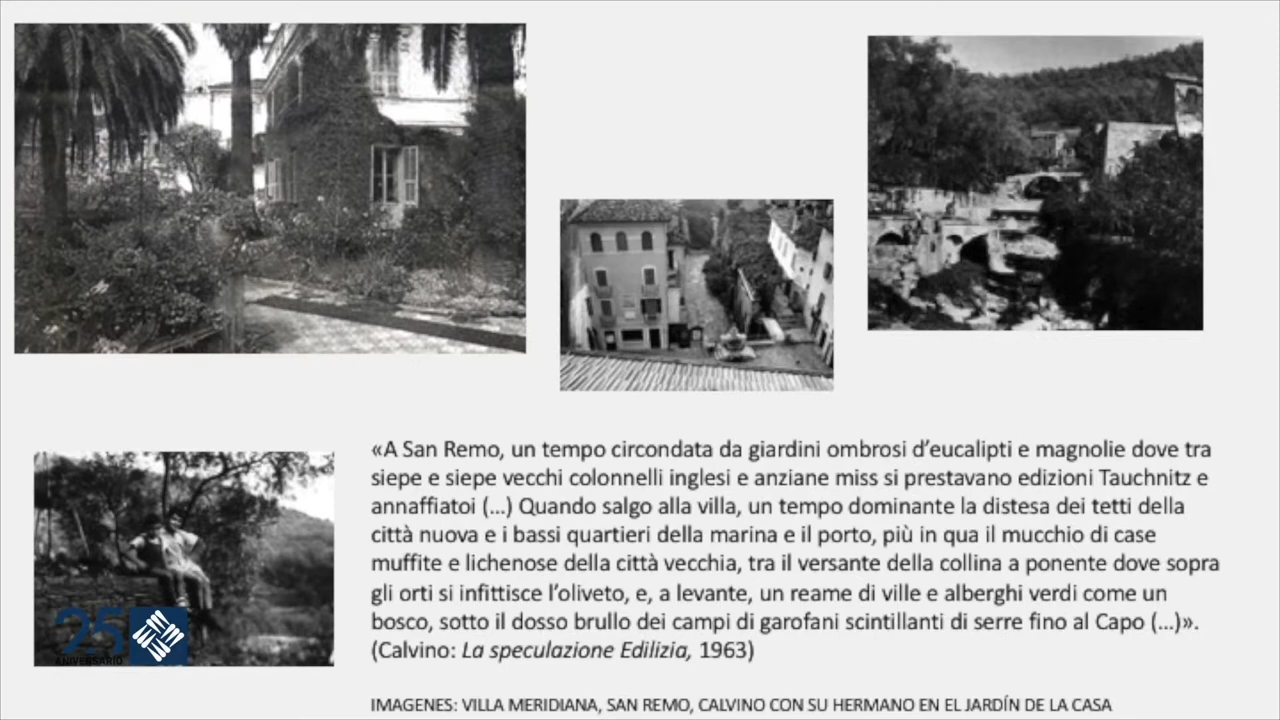 «A San Remo, un tempo circondata da giardini ombrosi d’eucalipti e magnolie dove tra
siepe e siepe vecchi colonnelli inglesi e anziane miss si prestavano edizioni Tauchnitz e
annaffiatoi (…) Quando salgo alla villa, un tempo dominante la distesa dei tetti della
città nuova e i bassi quartieri della marina e il porto, più in qua il mucchio di case
muffite e lichenose della città vecchia, tra il versante della collina a ponente dove sopra
gli orti si infittisce l’oliveto, e, a levante, un reame di ville e alberghi verdi come un
bosco, sotto il dosso brullo dei campi di garofani scintillanti di serre fino al Capo (…)».
(Calvino: La speculazione Edilizia, 1963)
25
ANIVERSARIO
IMAGENES: VILLA MERIDIANA, SAN REMO, CALVINO CON SU HERMANO EN EL JARDÍN DE LA CASA